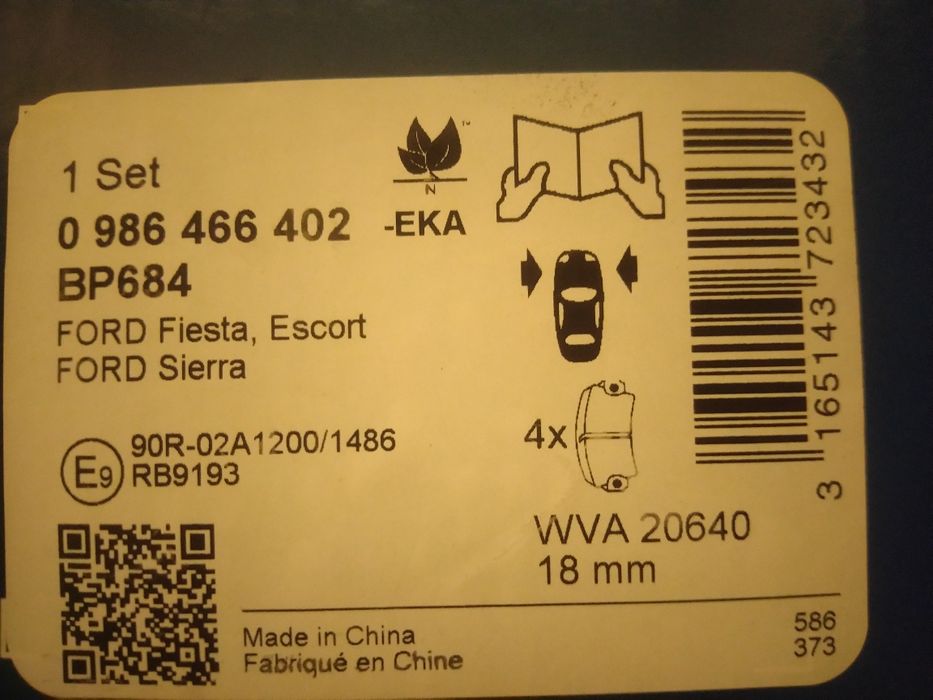 1 Set
0 986 466 402
-EKA
BP684
FORD Fiesta, Escort
FORD Sierra
N
TM
E9
90R-02A1200/1486
RB9193
4x
WVA 20640
18 mm
Made in China
Fabriqué en Chine
586
373
3 165143 723432